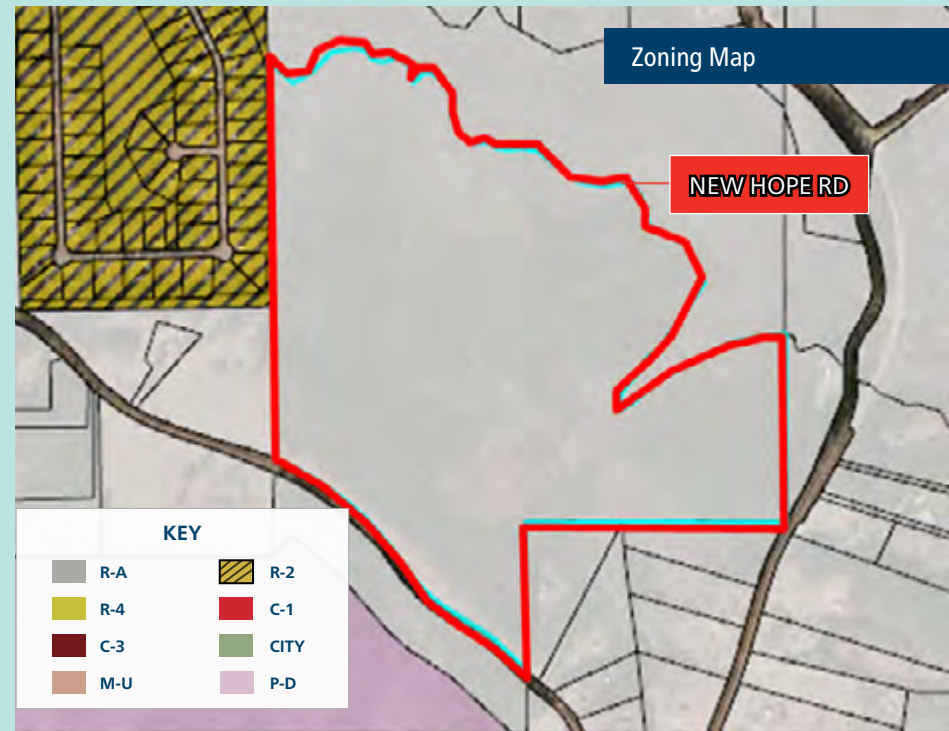 Zoning Map
NEW HOPE RD
KEY
R-A
R-2
R-4
C-1
C-3
CITY
M-U
P-D